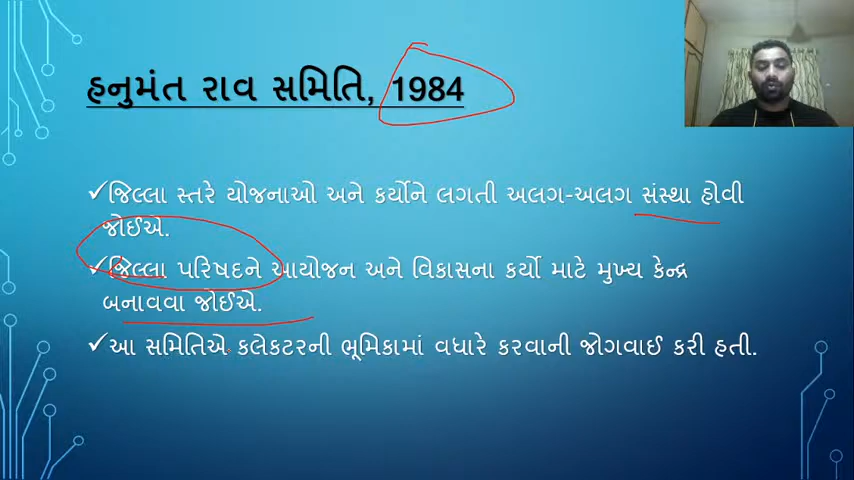 હનુમંત રાવ સમિતિ, 1984
જિલ્લા સ્તરે યોજનાઓ અને કર્યોને લગતી અલગ-અલગ સંસ્થા હોવી
જોઈએ.
જિલ્લા પરિષદને આયોજન અને વિકાસના કર્યો માટે મુખ્ય કેન્દ્ર
બનાવવા જોઈએ.
આ સમિતિએ કલેકટરની ભૂમિકામાં વધારે કરવાની જોગવાઈ કરી હતી.